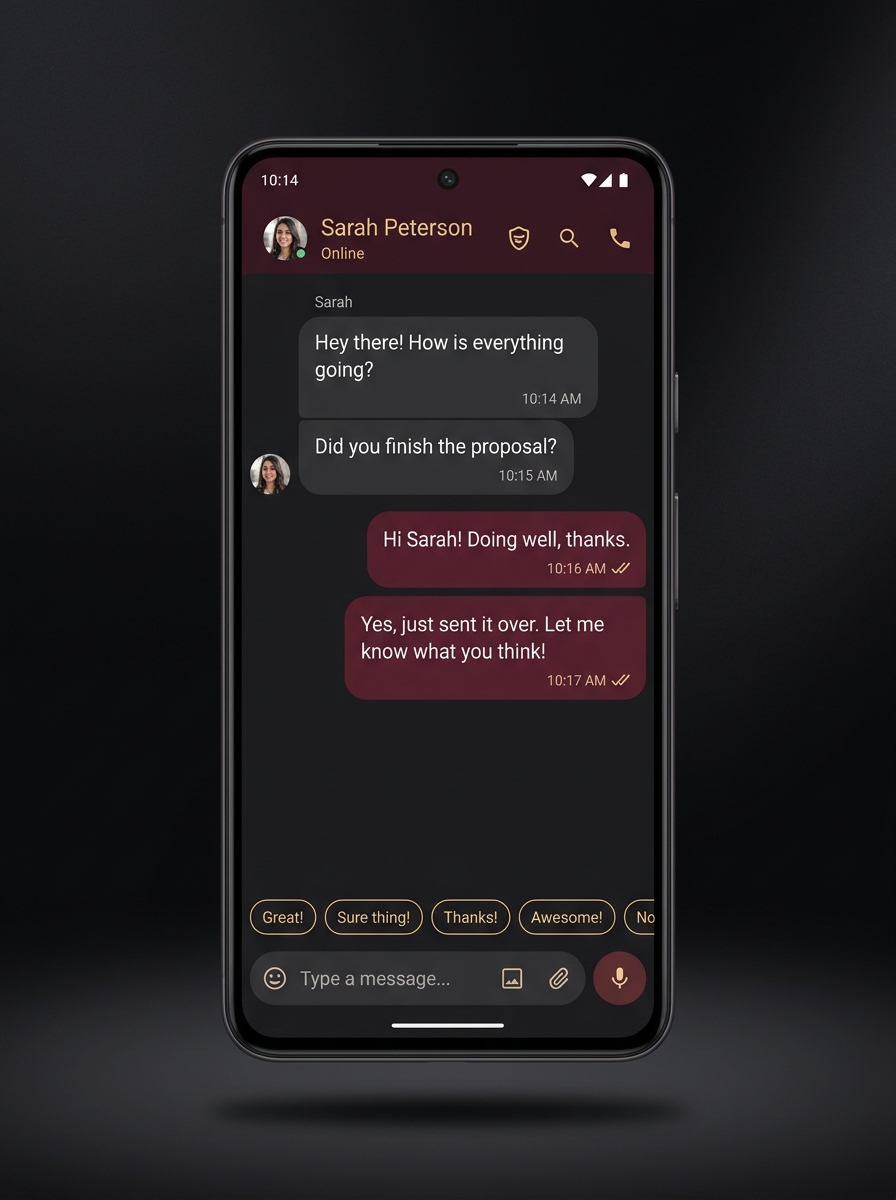 10:14
Sarah Peterson
Online
Sarah
Hey there! How is everything
going?
10:14 AM
Did you finish the proposal?
10:15 AM
Hi Sarah! Doing well, thanks.
10:16 AM
Yes, just sent it over. Let me
know what you think!
10:17 AM
Great! Sure thing! Thanks! Awesome! No
Type a message...